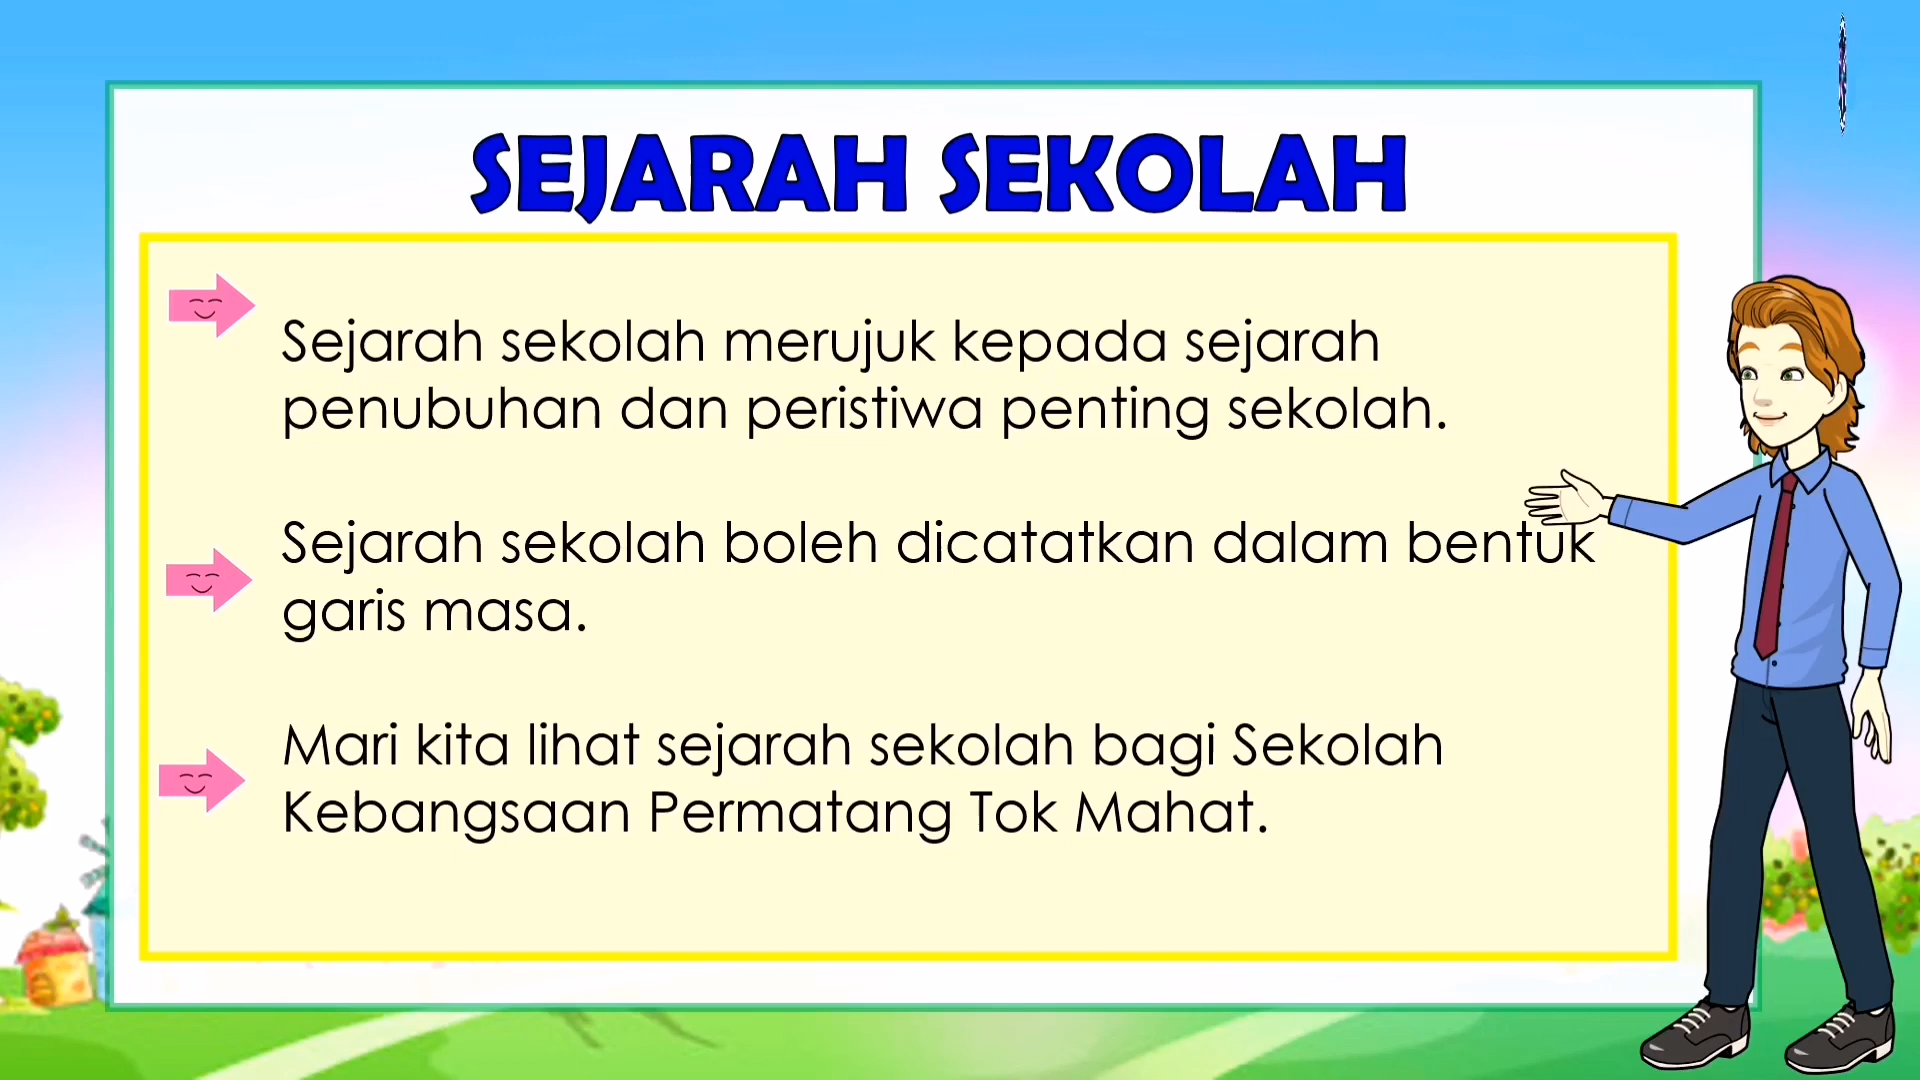 SEJARAH SEKOLAH
Sejarah sekolah merujuk kepada sejarah
penubuhan dan peristiwa penting sekolah.
Sejarah sekolah boleh dicatatkan dalam bentuk
garis masa.
Mari kita lihat sejarah sekolah bagi Sekolah
Kebangsaan Permatang Tok Mahat.